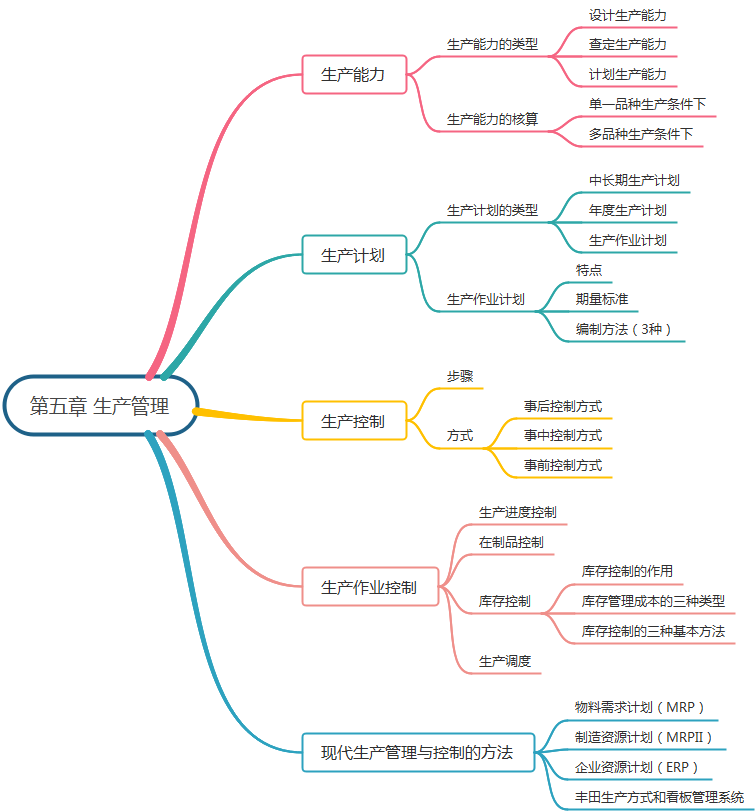 第五章 生产管理
生产能力
生产能力的类型
设计生产能力
查定生产能力
计划生产能力
生产能力的核算
单一品种生产条件下
多品种生产条件下
生产计划
生产计划的类型
中长期生产计划
年度生产计划
生产作业计划
生产作业计划
特点
期量标准
编制方法（3种）
生产控制
步骤
方式
事后控制方式
事中控制方式
事前控制方式
生产作业控制
生产进度控制
在制品控制
库存控制
库存控制的作用
库存管理成本的三种类型
库存控制的三种基本方法
生产调度
现代生产管理与控制的方法
物料需求计划（MRP）
制造资源计划（MRPII）
企业资源计划（ERP）
丰田生产方式和看板管理系统